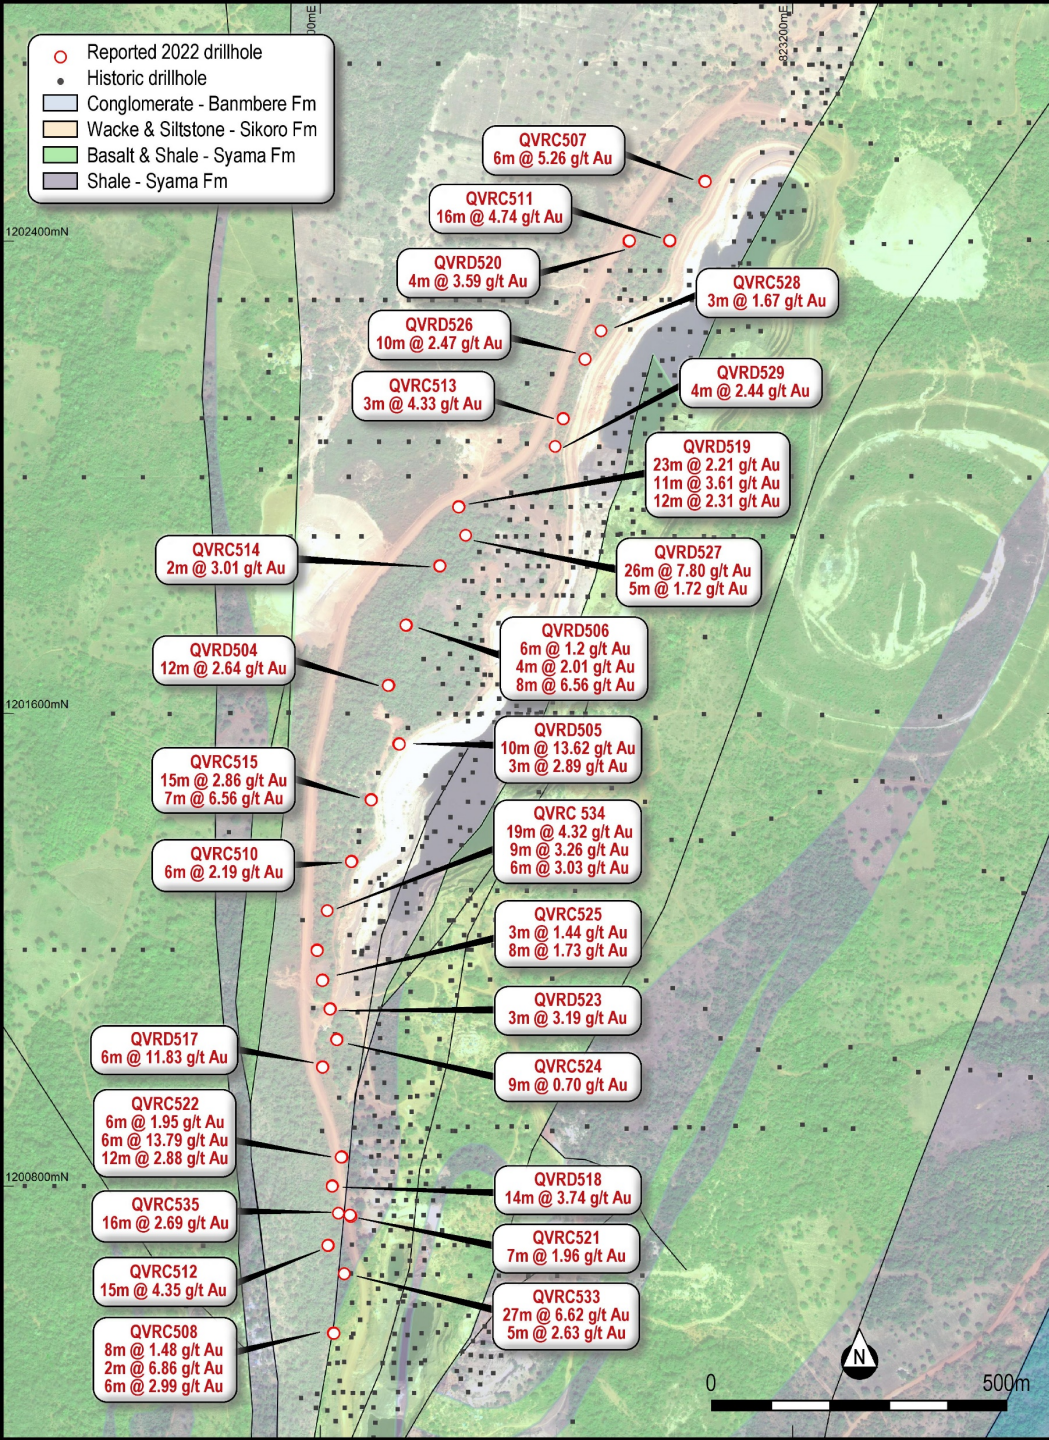 00mE
823200mE
Reported 2022 drillhole
Historic drillhole
Conglomerate - Banmbere Fm
Wacke & Siltstone - Sikoro Fm
Basalt & Shale - Syama Fm
Shale - Syama Fm
QVRC507
6m @ 5.26 g/t Au
QVRC511
16m @ 4.74 g/t Au
1202400mN
QVRD520
4m @ 3.59 g/t Au
QVRC528
3m @ 1.67 g/t Au
QVRD526
10m @ 2.47 g/t Au
QVRD529
4m @ 2.44 g/t Au
QVRC513
3m @ 4.33 g/t Au
QVRD519
23m @ 2.21 g/t Au
11m @ 3.61 g/t Au
12m @ 2.31 g/t Au
QVRC514
2m @ 3.01 g/t Au
QVRD527
26m @ 7.80 g/t Au
5m @ 1.72 g/t Au
QVRD506
6m @ 1.2 g/t Au
4m @ 2.01 g/t Au
8m @ 6.56 g/t Au
QVRD504
12m @ 2.64 g/t Au
1201600mN
QVRD505
10m @ 13.62 g/t Au
3m @ 2.89 g/t Au
QVRC515
15m @ 2.86 g/t Au
7m @ 6.56 g/t Au
QVRC 534
19m @ 4.32 g/t Au
9m @ 3.26 g/t Au
6m @ 3.03 g/t Au
QVRC510
6m @ 2.19 g/t Au
QVRC525
3m @ 1.44 g/t Au
8m @ 1.73 g/t Au
QVRD523
3m @ 3.19 g/t Au
QVRD517
6m @ 11.83 g/t Au
QVRC524
9m @ 0.70 g/t Au
QVRC522
6m @ 1.95 g/t Au
6m @ 13.79 g/t Au
12m @ 2.88 g/t Au
1200800mN
QVRD518
14m @ 3.74 g/t Au
QVRC535
16m @ 2.69 g/t Au
QVRC521
7m @ 1.96 g/t Au
QVRC512
15m @ 4.35 g/t Au
QVRC533
27m @ 6.62 g/t Au
5m @ 2.63 g/t Au
QVRC508
8m @ 1.48 g/t Au
2m @ 6.86 g/t Au
6m @ 2.99 g/t Au
N
0
500m